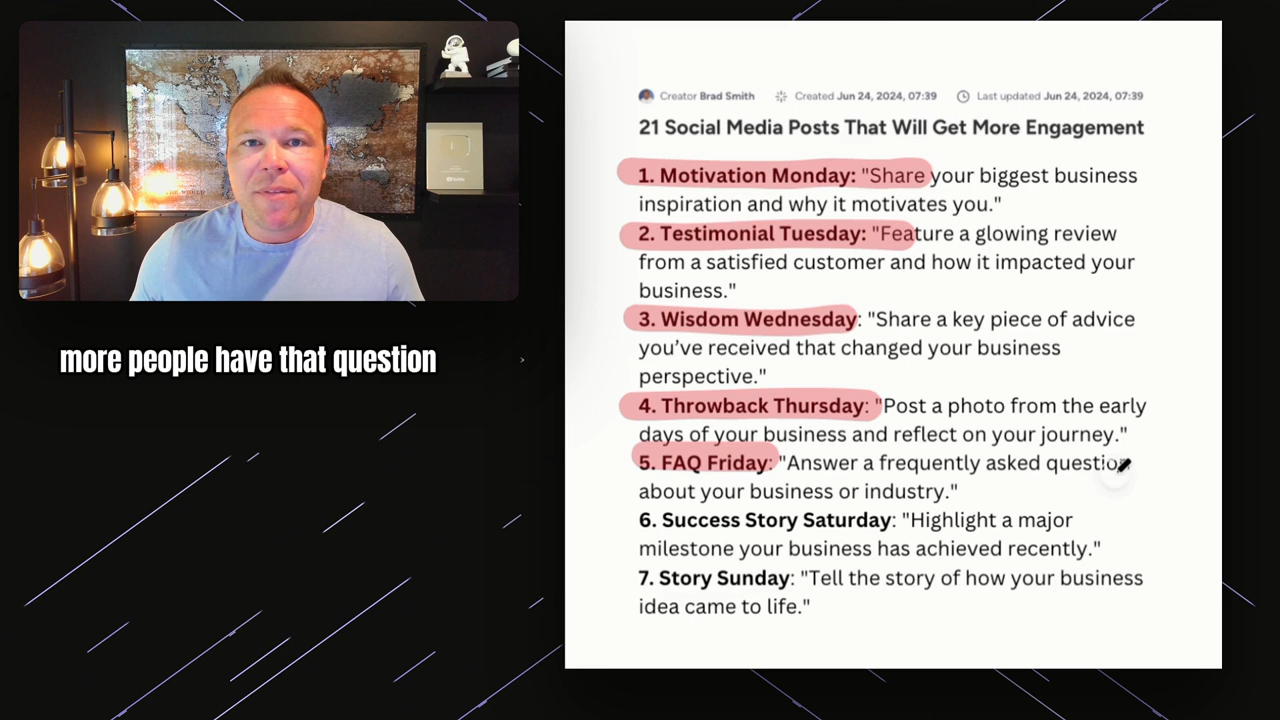 more people have that question
Creator Brad Smith Created Jun 24, 2024, 07:39 Last updated Jun 24, 2024, 07:39
21 Social Media Posts That Will Get More Engagement
1. Motivation Monday: "Share your biggest business
inspiration and why it motivates you."
2. Testimonial Tuesday: "Feature a glowing review
from a satisfied customer and how it impacted your
business."
3. Wisdom Wednesday: "Share a key piece of advice
you’ve received that changed your business
perspective."
4. Throwback Thursday: "Post a photo from the early
days of your business and reflect on your journey."
5. FAQ Friday: "Answer a frequently asked question
about your business or industry."
6. Success Story Saturday: "Highlight a major
milestone your business has achieved recently."
7. Story Sunday: "Tell the story of how your business
idea came to life."